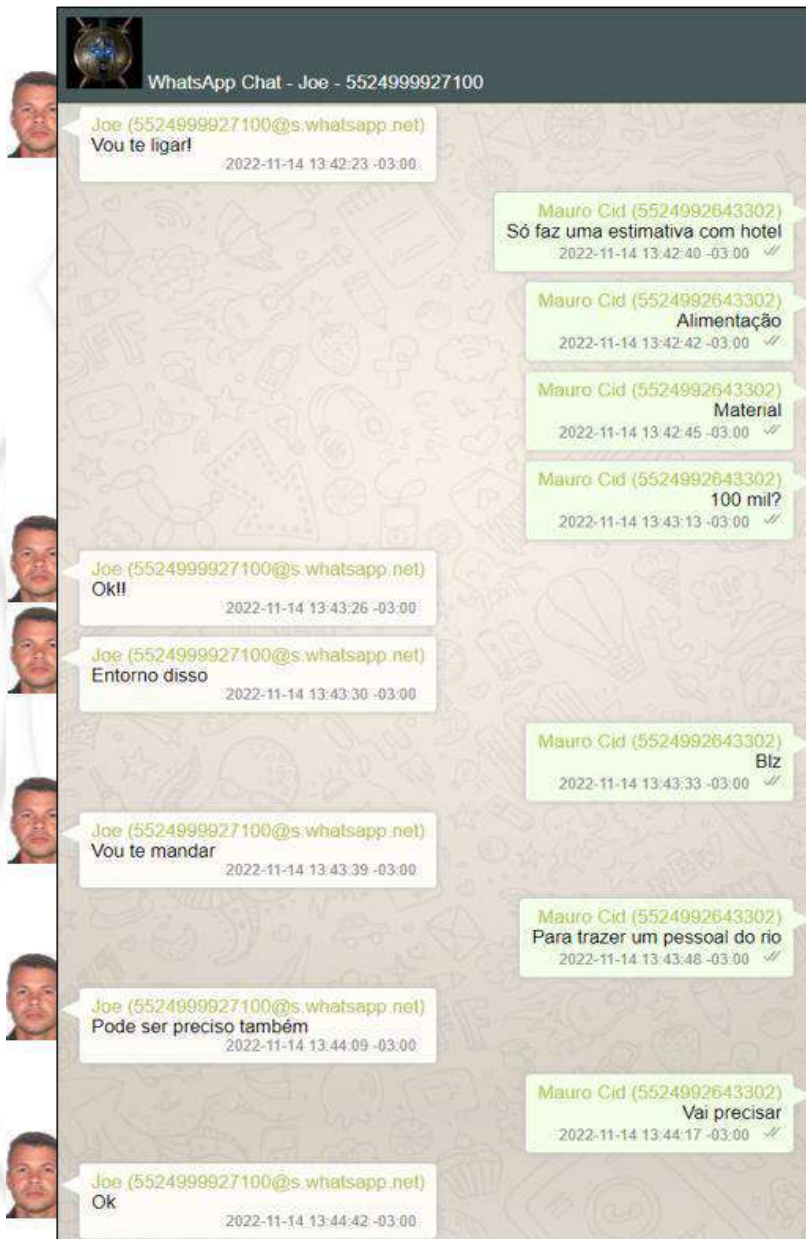 WhatsApp Chat - Joe - 5524999927100
Joe (5524999927100@s.whatsapp.net)
Vou te ligar!
2022-11-14 13:42:23 -03:00
Mauro Cid (5524992643302)
Só faz uma estimativa com hotel
2022-11-14 13:42:40 -03:00
Mauro Cid (5524992643302)
Alimentação
2022-11-14 13:42:42 -03:00
Mauro Cid (5524992643302)
Material
2022-11-14 13:42:45 -03:00
Mauro Cid (5524992643302)
100 mil?
2022-11-14 13:43:13 -03:00
Joe (5524999927100@s.whatsapp.net)
Ok!!
2022-11-14 13:43:26 -03:00
Joe (5524999927100@s.whatsapp.net)
Entorno disso
2022-11-14 13:43:30 -03:00
Mauro Cid (5524992643302)
Blz
2022-11-14 13:43:33 -03:00
Joe (5524999927100@s.whatsapp.net)
Vou te mandar
2022-11-14 13:43:39 -03:00
Mauro Cid (5524992643302)
Para trazer um pessoal do rio
2022-11-14 13:43:48 -03:00
Joe (5524999927100@s.whatsapp.net)
Pode ser preciso também
2022-11-14 13:44:09 -03:00
Mauro Cid (5524992643302)
Vai precisar
2022-11-14 13:44:17 -03:00
Joe (5524999927100@s.whatsapp.net)
Ok
2022-11-14 13:44:42 -03:00